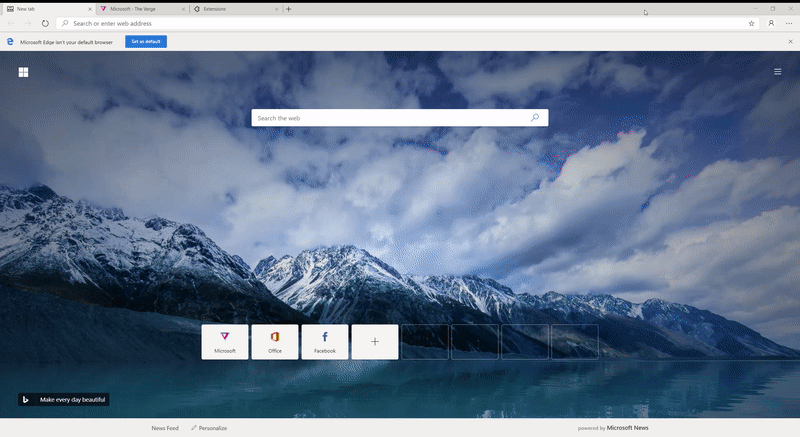 New tab
Microsoft - The Verge
Extensions
Search or enter web address
Microsoft Edge isn't your default browser
Set as default
Search the web
Microsoft
Office
Facebook
Make every day beautiful
News Feed
Personalize
powered by Microsoft News